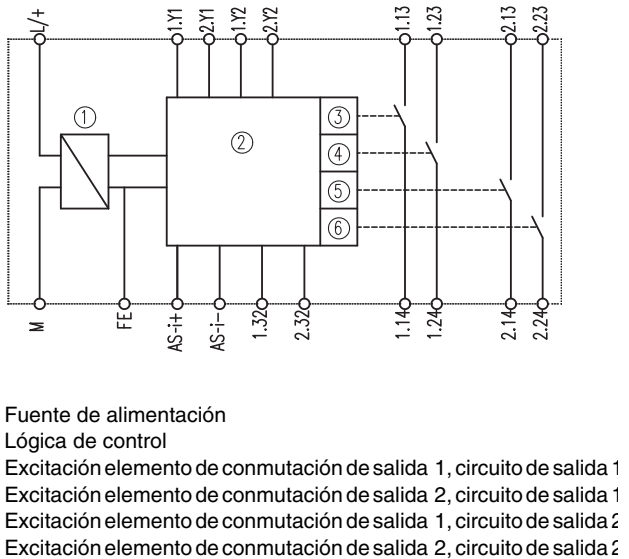 L/+ 1.Y1 2.Y1 1.Y2 2.Y2 1.13 1.23 2.13 2.23
① ② ③
④
⑤
⑥
M FE AS-i+ AS-i− 1.32 2.32 1.14 1.24 2.14 2.24
Fuente de alimentación
Lógica de control
Excitación elemento de conmutación de salida 1, circuito de salida 1
Excitación elemento de conmutación de salida 2, circuito de salida 1
Excitación elemento de conmutación de salida 1, circuito de salida 2
Excitación elemento de conmutación de salida 2, circuito de salida 2